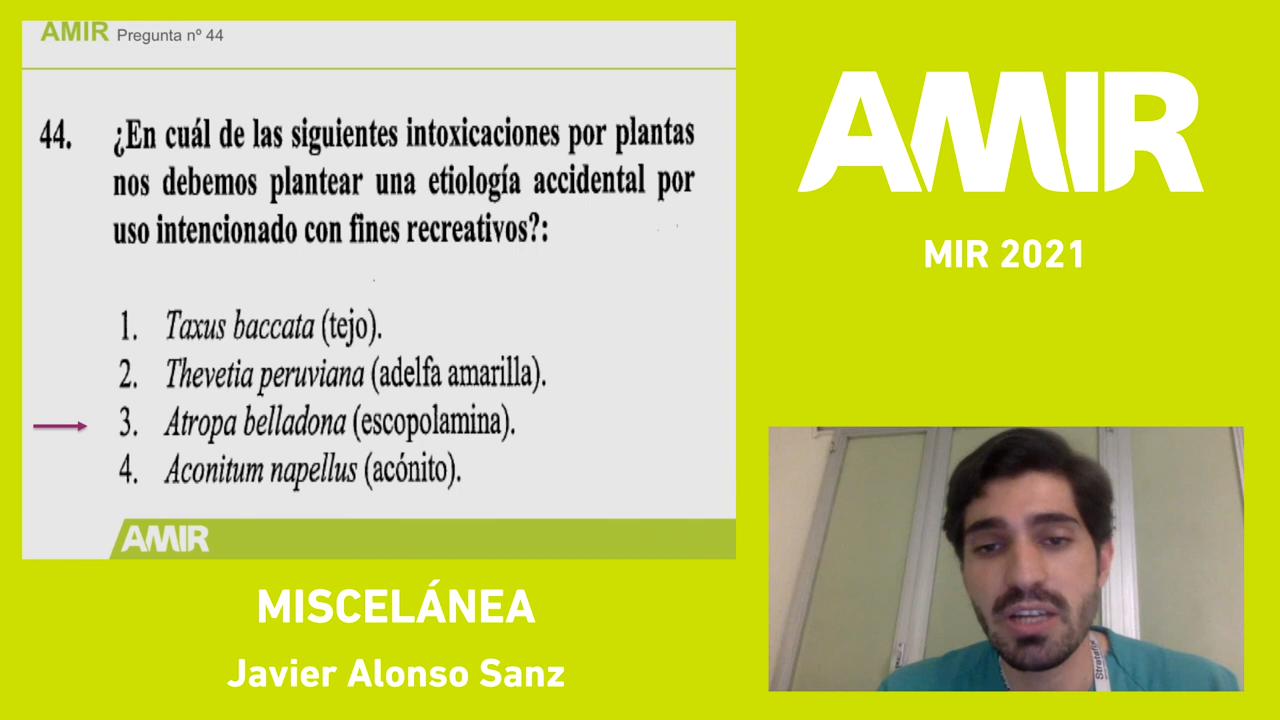 AMIR Pregunta nº 44
44. ¿En cuál de las siguientes intoxicaciones por plantas
nos debemos plantear una etiología accidental por
uso intencionado con fines recreativos?:
1. Taxus baccata (tejo).
2. Thevetia peruviana (adelfa amarilla).
3. Atropa belladona (escopolamina).
4. Aconitum napellus (acónito).
AMIR
MISCELÁNEA
Javier Alonso Sanz
AMIR
MIR 2021
Stratafix